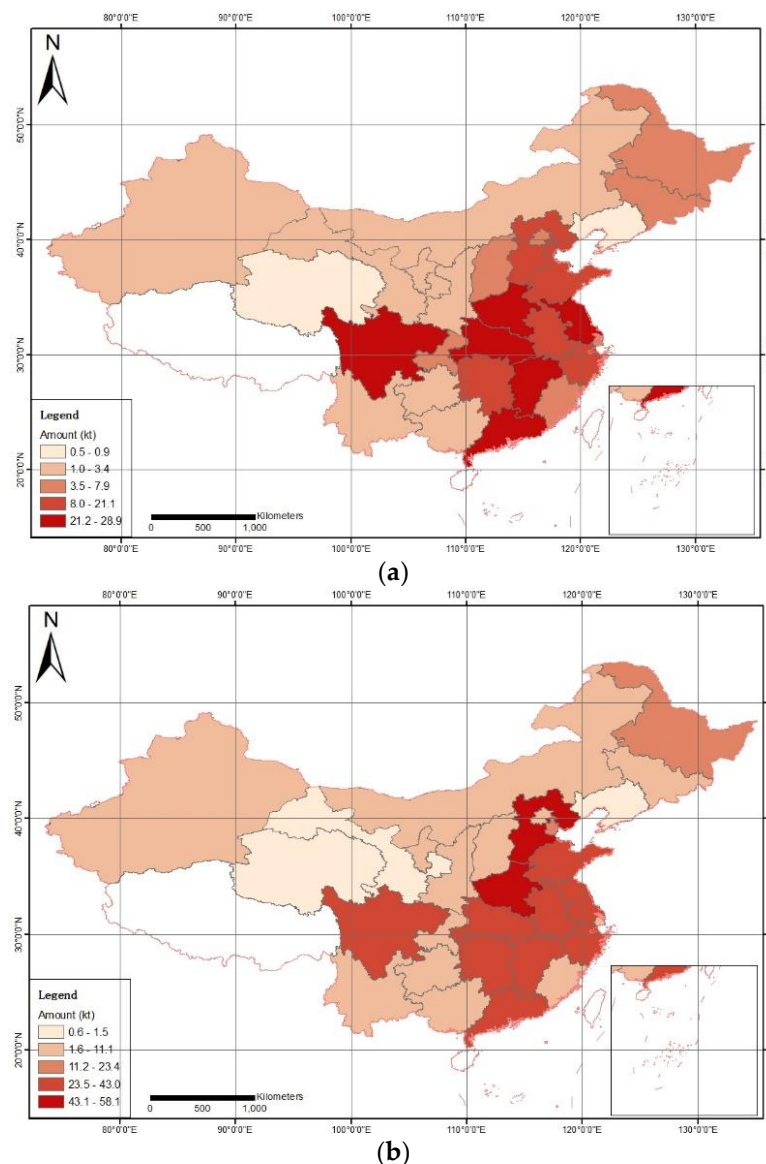 80°0'0"E 90°0'0"E 100°0'0"E 110°0'0"E 120°0'0"E 130°0'0"E
N
50°0'0"N
40°0'0"N
30°0'0"N
20°0'0"N
Legend
Amount (kt)
0.5 - 0.9
1.0 - 3.4
3.5 - 7.9
8.0 - 21.1
21.2 - 28.9
Kilometers
0 500 1,000
80°0'0"E 90°0'0"E 100°0'0"E 110°0'0"E 120°0'0"E 130°0'0"E
(a)
80°0'0"E 90°0'0"E 100°0'0"E 110°0'0"E 120°0'0"E 130°0'0"E
N
50°0'0"N
40°0'0"N
30°0'0"N
20°0'0"N
Legend
Amount (kt)
0.6 - 1.5
1.6 - 11.1
11.2 - 23.4
23.5 - 43.0
43.1 - 58.1
Kilometers
0 500 1,000
80°0'0"E 90°0'0"E 100°0'0"E 110°0'0"E 120°0'0"E 130°0'0"E
(b)